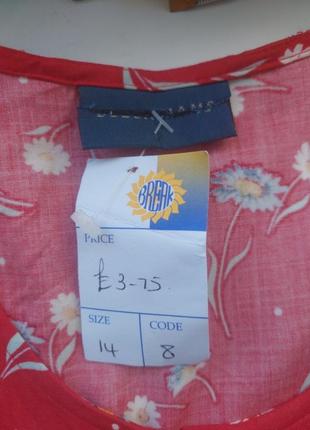 BREAK
PRICE
£3-75.
SIZE CODE
14 8